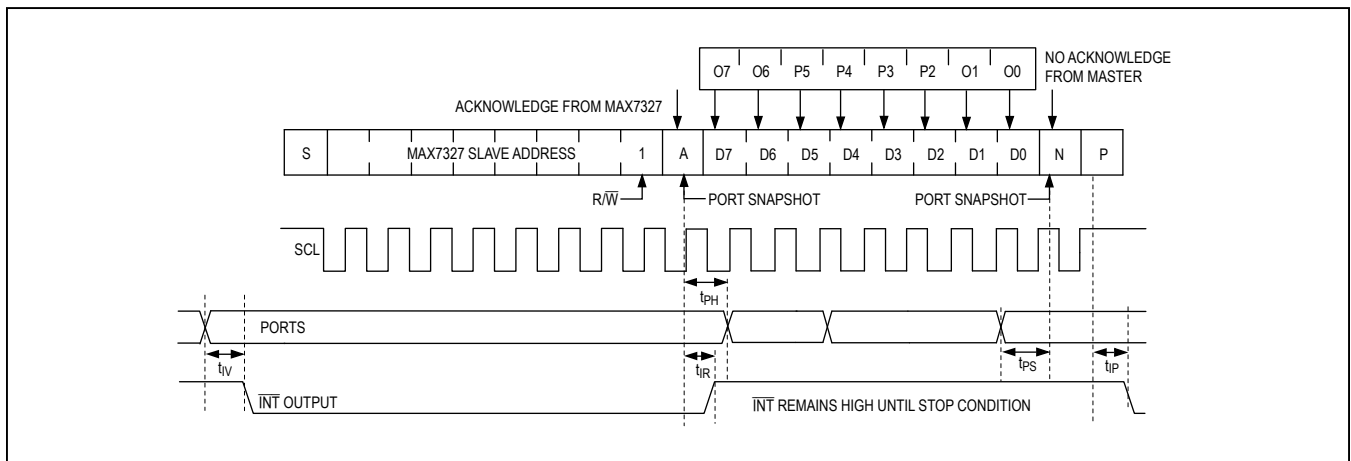 O7 O6 P5 P4 P3 P2 O1 O0
NO ACKNOWLEDGE
FROM MASTER
ACKNOWLEDGE FROM MAX7327
S MAX7327 SLAVE ADDRESS 1 A D7 D6 D5 D4 D3 D2 D1 D0 N P
R/W̅ PORT SNAPSHOT PORT SNAPSHOT
SCL
tPH
PORTS
tIV tIR tPS tIP
I̅N̅T̅ OUTPUT I̅N̅T̅ REMAINS HIGH UNTIL STOP CONDITION